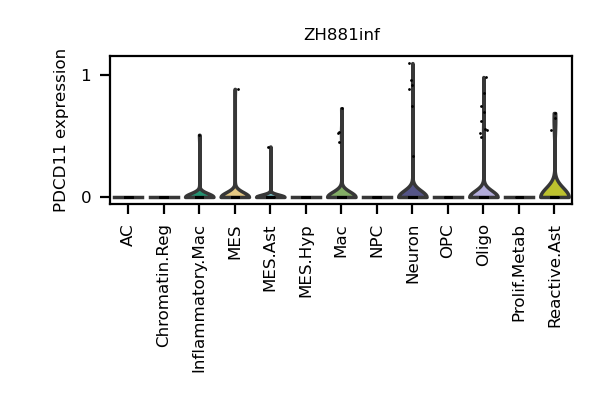 ZH881inf
PDCD11 expression
1
0
AC
Chromatin.Reg
Inflammatory.Mac
MES
MES.Ast
MES.Hyp
Mac
NPC
Neuron
OPC
Oligo
Prolif.Metab
Reactive.Ast